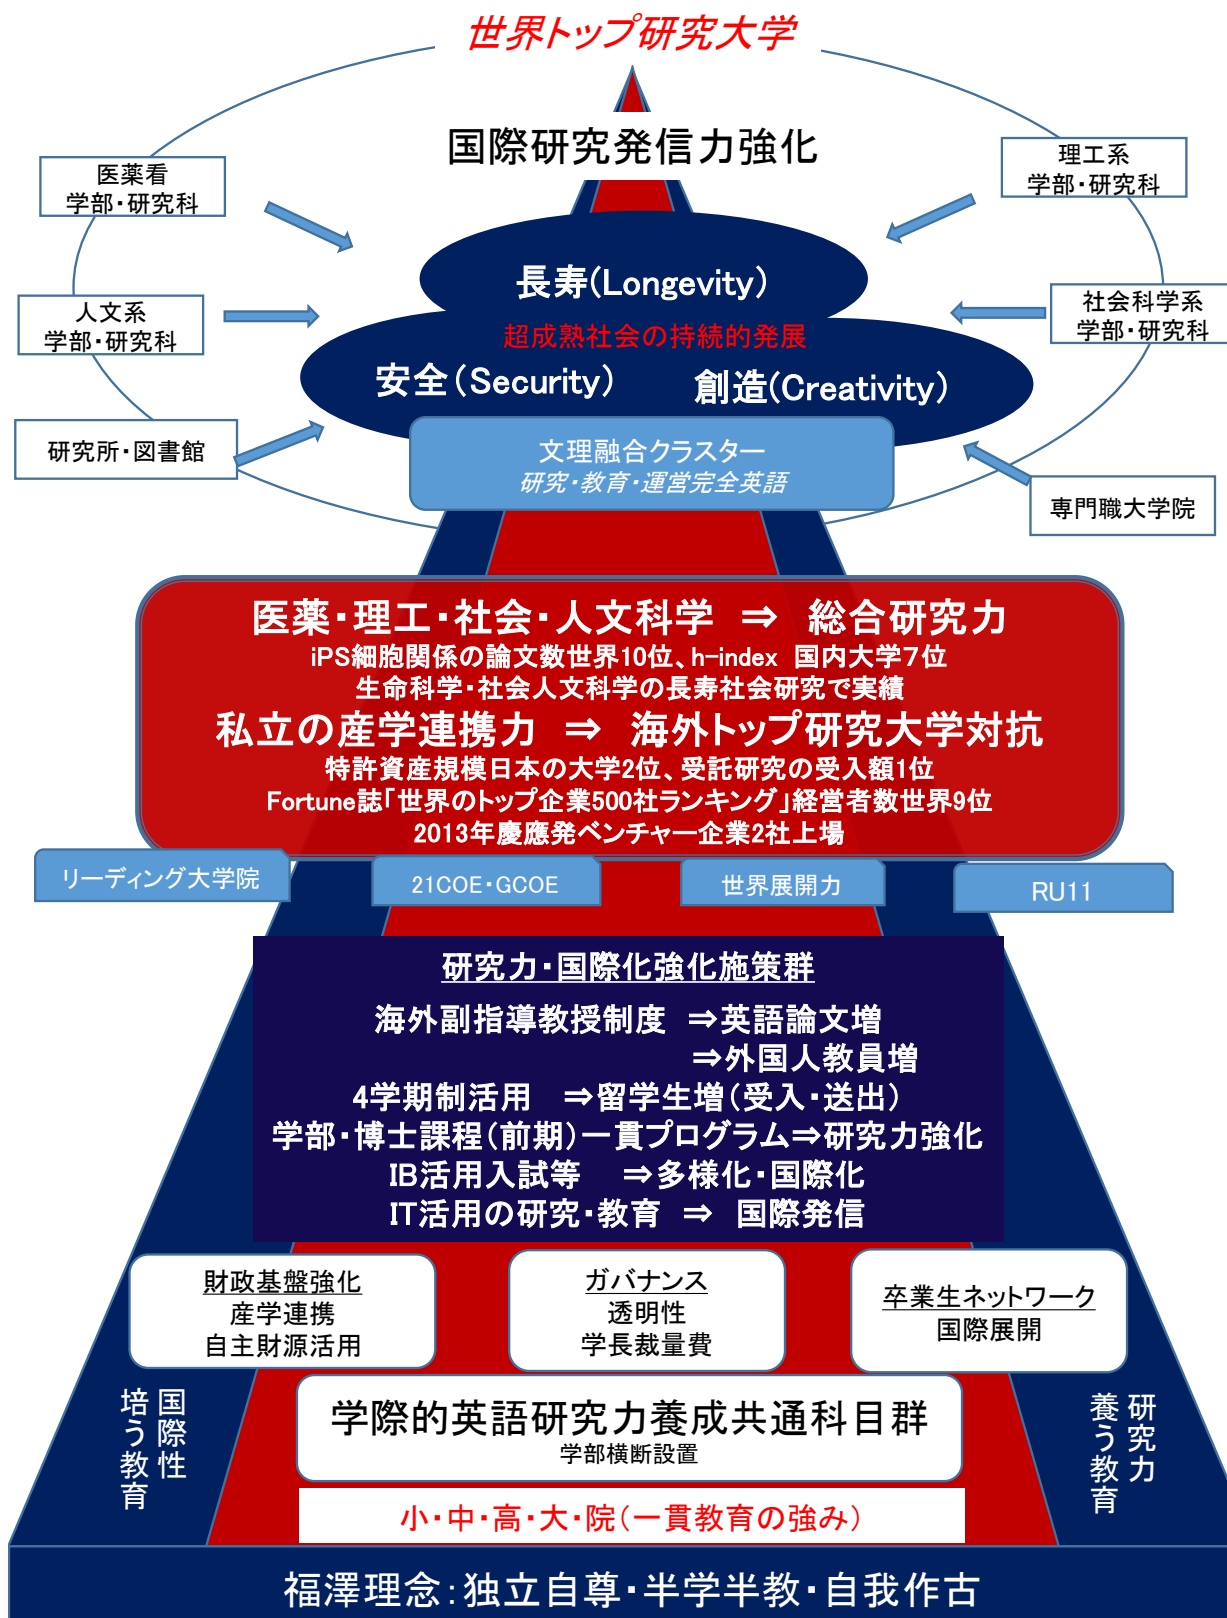 世界トップ研究大学
国際研究発信力強化
医薬看
学部・研究科
理工系
学部・研究科
長寿(Longevity)
人文系
学部・研究科
社会科学系
学部・研究科
超成熟社会の持続的発展
安全(Security)
創造(Creativity)
研究所・図書館
文理融合クラスター
研究・教育・運営完全英語
専門職大学院
医薬・理工・社会・人文科学 ⇒ 総合研究力
iPS細胞関係の論文数世界10位、h-index 国内大学7位
生命科学・社会人文科学の長寿社会研究で実績
私立の産学連携力 ⇒ 海外トップ研究大学対抗
特許資産規模日本の大学2位、受託研究の受入額1位
Fortune誌「世界のトップ企業500社ランキング」経営者数世界9位
2013年慶應発ベンチャー企業2社上場
リーディング大学院
21COE・GCOE
世界展開力
RU11
研究力・国際化強化施策群
海外副指導教授制度 ⇒英語論文増
⇒外国人教員増
4学期制活用 ⇒留学生増(受入・送出)
学部・博士課程(前期)一貫プログラム⇒研究力強化
IB活用入試等 ⇒多様化・国際化
IT活用の研究・教育 ⇒ 国際発信
財政基盤強化
産学連携
自主財源活用
ガバナンス
透明性
学長裁量費
卒業生ネットワーク
国際展開
国際性
培う教育
研究力
養う教育
学際的英語研究力養成共通科目群
学部横断設置
小・中・高・大・院(一貫教育の強み)
福澤理念:独立自尊・半学半教・自我作古